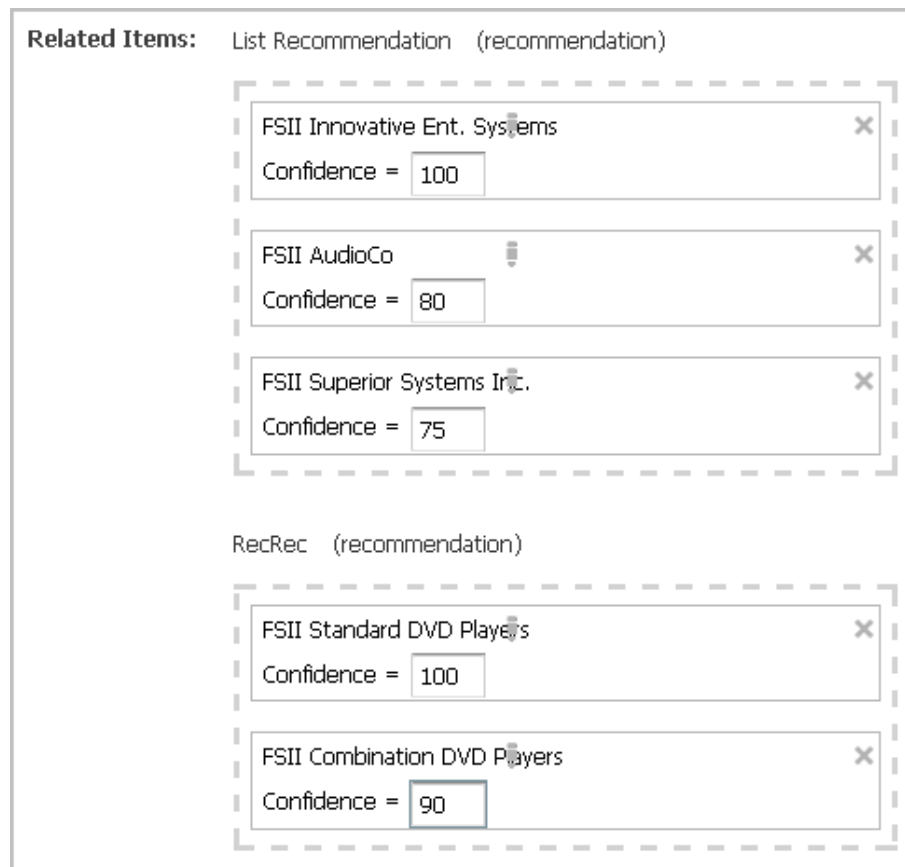 Related Items: List Recommendation (recommendation)
FSII Innovative Ent. Systems
Confidence = 100
FSII AudioCo
Confidence = 80
FSII Superior Systems Inc.
Confidence = 75
RecRec (recommendation)
FSII Standard DVD Players
Confidence = 100
FSII Combination DVD Players
Confidence = 90